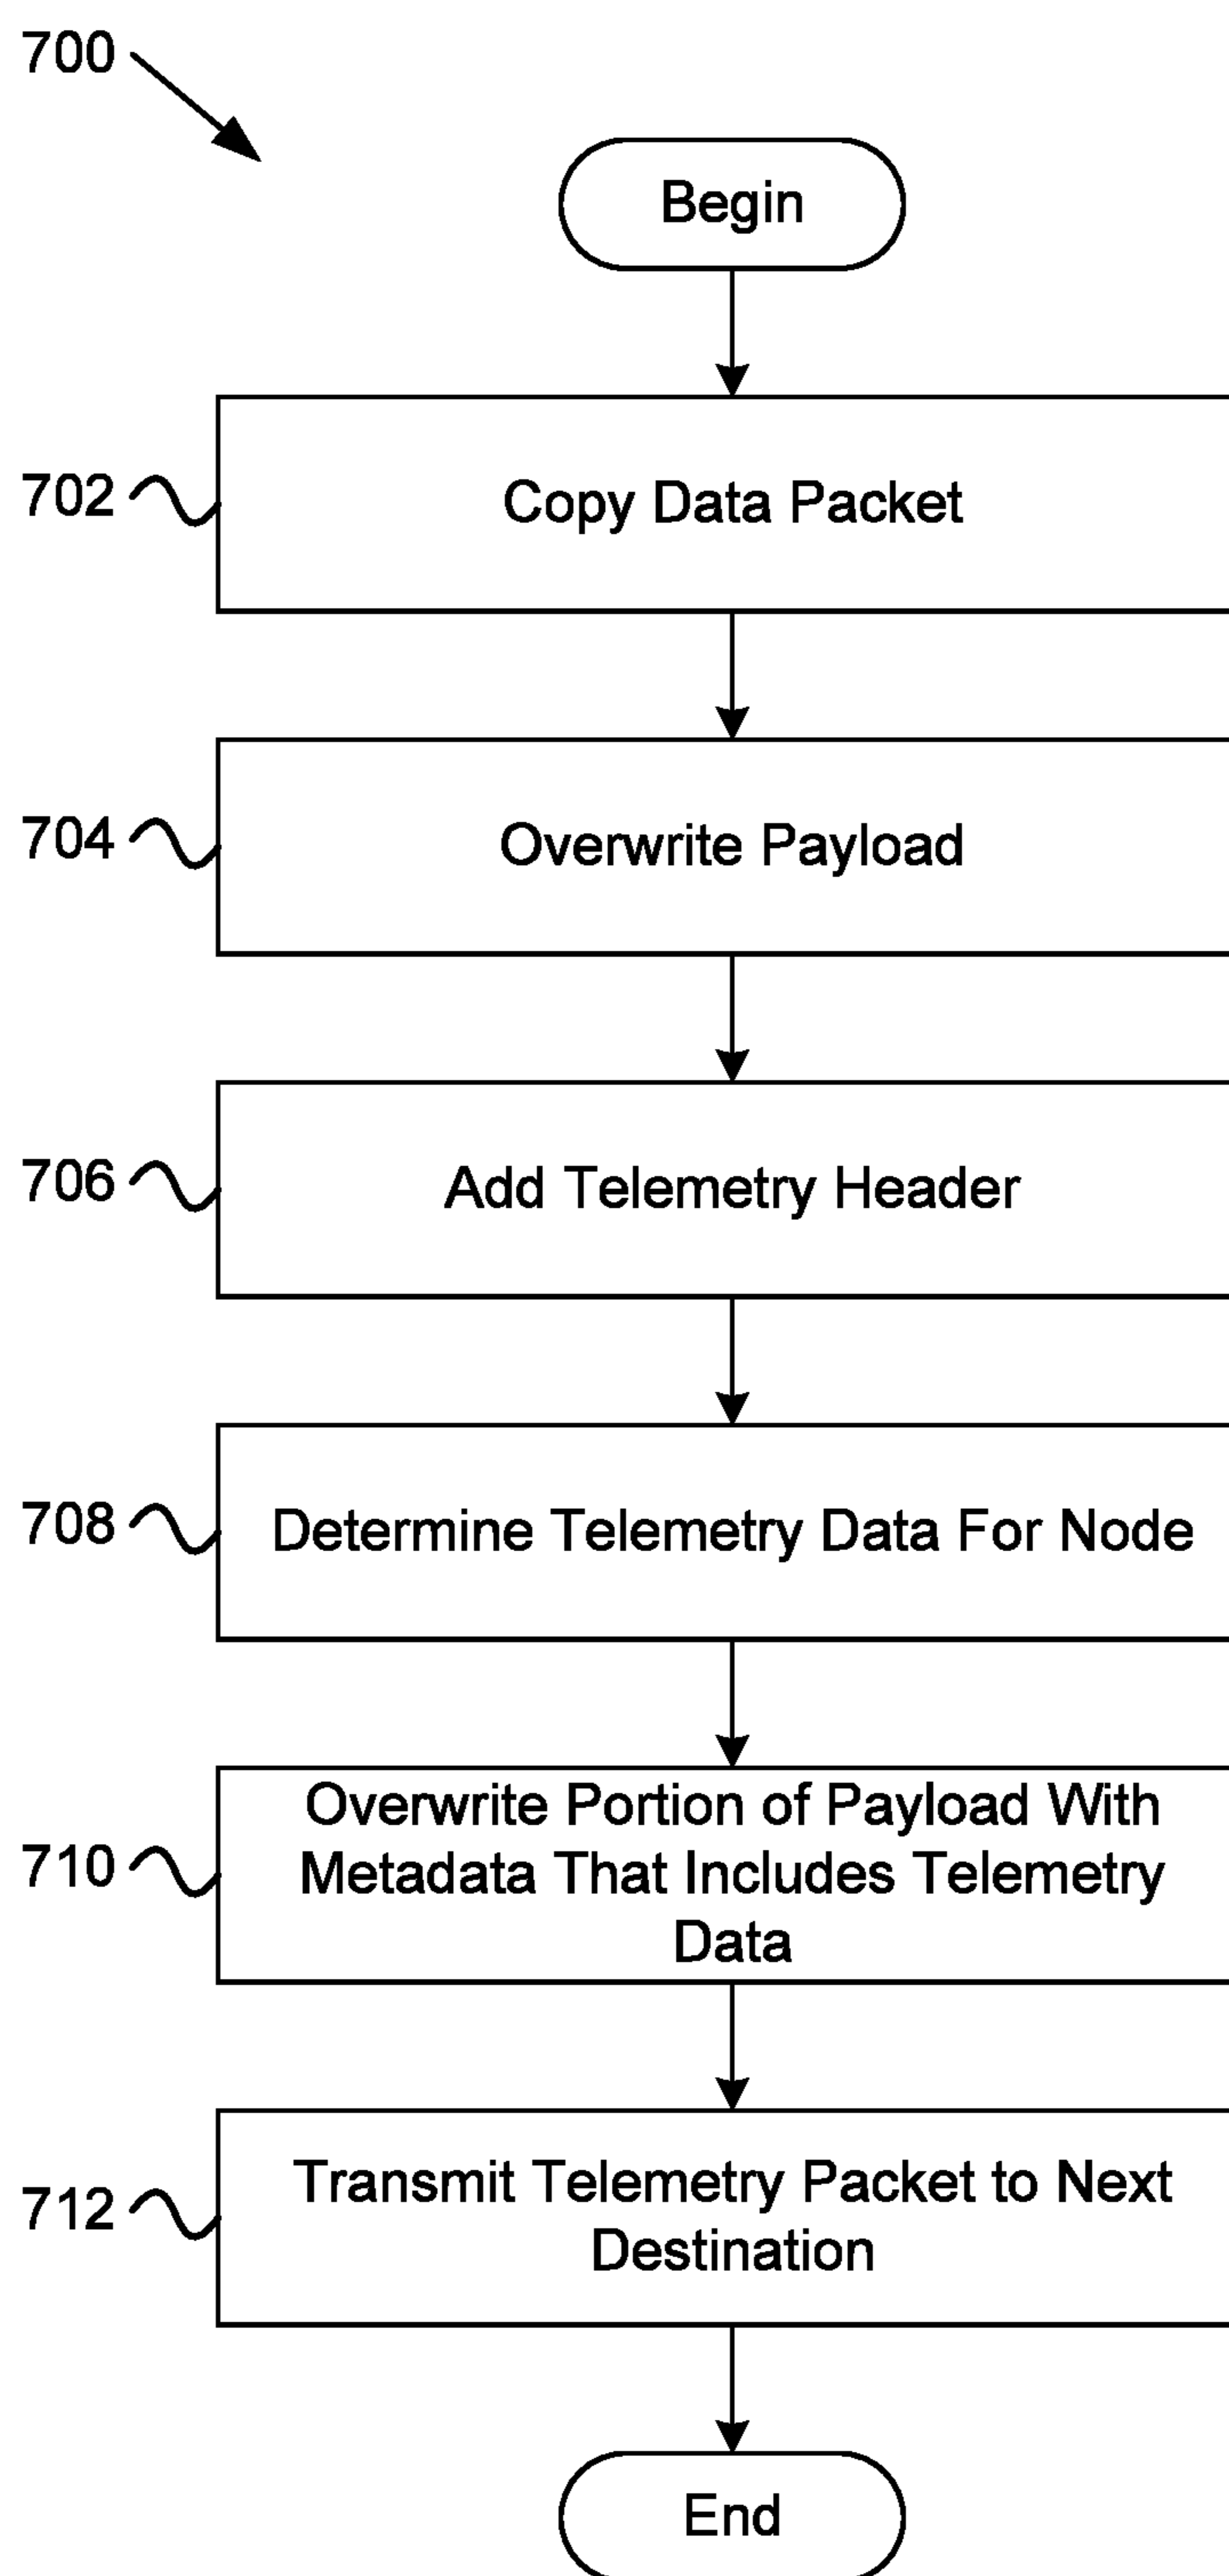 700
Begin
702
Copy Data Packet
704
Overwrite Payload
706
Add Telemetry Header
708
Determine Telemetry Data For Node
Overwrite Portion of Payload With
710
Metadata That Includes Telemetry
Data
Transmit Telemetry Packet to Next
712
Destination
End